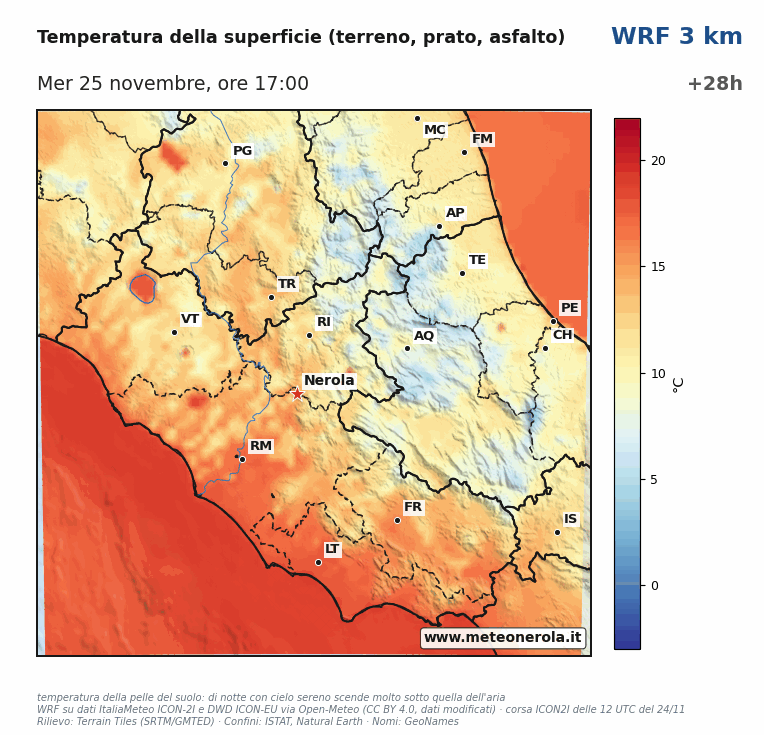 Temperatura della superficie (terreno, prato, asfalto) WRF 3 km
Mer 25 novembre, ore 17:00 +28h
MC
FM
PG
AP
TE
TR
PE
VT
RI
CH
AQ
Nerola
RM
FR
IS
LT
www.meteonerola.it
20
15
10
5
0
°C
temperatura della pelle del suolo: di notte con cielo sereno scende molto sotto quella dell'aria
WRF su dati ItaliaMeteo ICON-2I e DWD ICON-EU via Open-Meteo (CC BY 4.0, dati modificati) · corsa ICON2I delle 12 UTC del 24/11
Rilievo: Terrain Tiles (SRTM/GMTED) · Confini: ISTAT, Natural Earth · Nomi: GeoNames